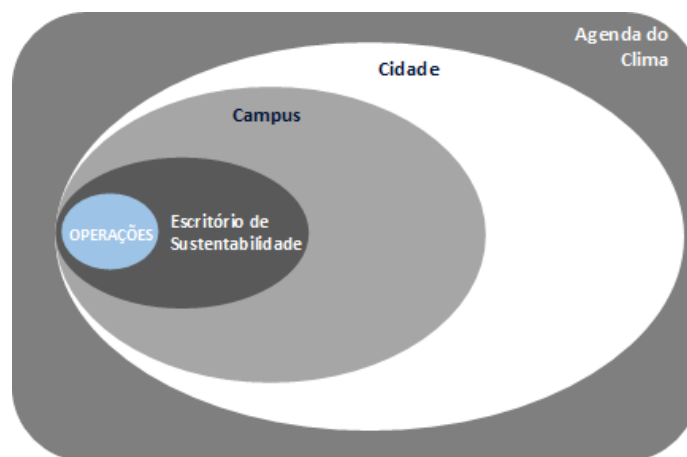 Agenda do
Clima
Cidade
Campus
Escritório de
Sustentabilidade
OPERAÇÕES